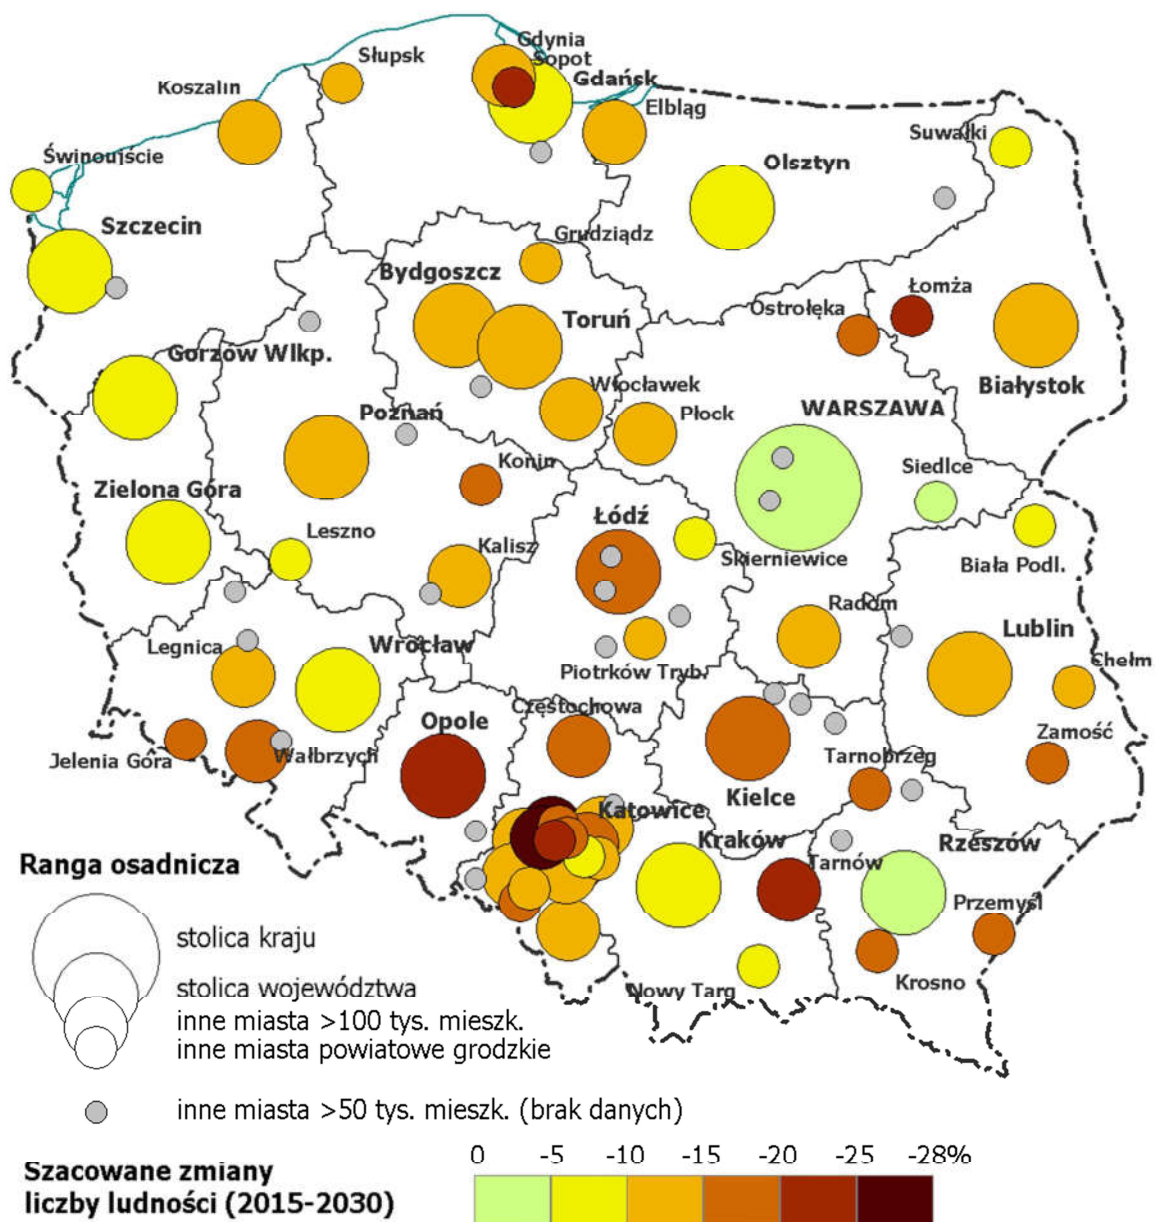 Gdynia
Słupsk
Sopot
Koszalin
Gdańsk
Elbląg
Suwałki
Świnoujście
Olsztyn
Szczecin
Grudziądz
Bydgoszcz
Łomża
Ostrołęka
Toruń
Gorzów Wlkp.
Włocławek
Białystok
Poznań
Płock
WARSZAWA
Konin
Siedlce
Zielona Góra
Łódź
Leszno
Kalisz
Skierniewice
Biała Podl.
Radom
Lublin
Legnica
Wrocław
Piotrków Tryb.
Chełm
Częstochowa
Opole
Zamość
Jelenia Góra
Wałbrzych
Tarnobrzeg
Kielce
Katowice
Kraków
Rzeszów
Tarnów
Przemyśl
Krosno
Nowy Targ
Ranga osadnicza
stolica kraju
stolica województwa
inne miasta >100 tys. mieszk.
inne miasta powiatowe grodzkie
inne miasta >50 tys. mieszk. (brak danych)
Szacowane zmiany
liczby ludności (2015-2030)
0 -5 -10 -15 -20 -25 -28%